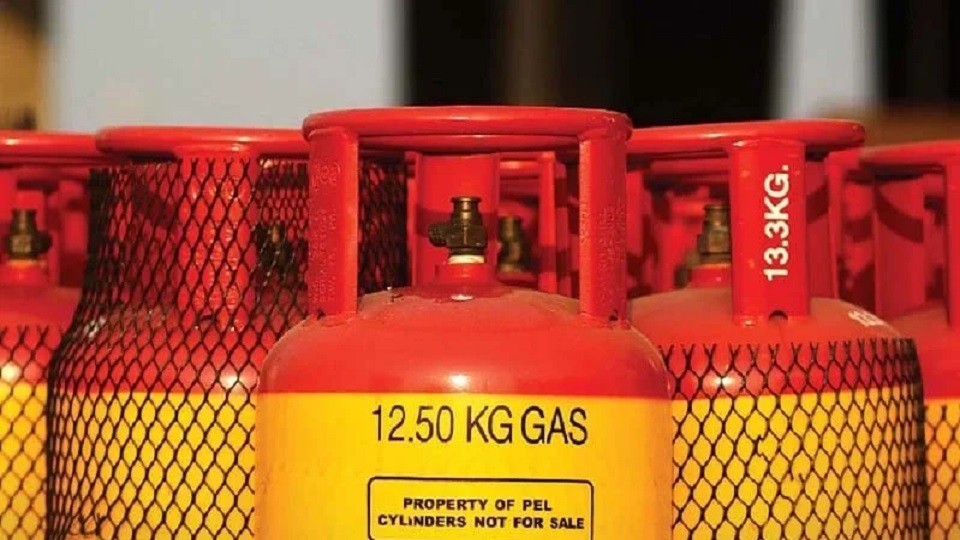 13.3KG.
12.50 KG GAS
PROPERTY OF PEL
CYLINDERS NOT FOR SALE